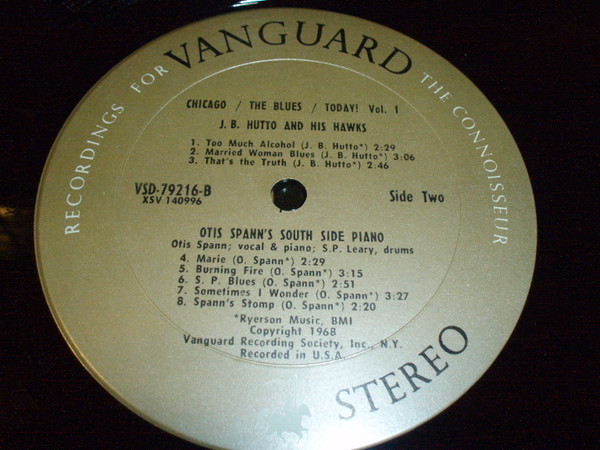 RECORDINGS FOR VANGUARD THE CONNOISSEUR
CHICAGO / THE BLUES / TODAY! Vol. 1
J. B. HUTTO AND HIS HAWKS
1. Too Much Alcohol (J. B. Hutto*) 2:29
2. Married Woman Blues (J. B. Hutto*) 3:06
3. That's the Truth (J. B. Hutto*) 2:46
VSD-79216-B
XSV 140996
Side Two
OTIS SPANN'S SOUTH SIDE PIANO
Otis Spann; vocal & piano; S.P. Leary, drums
4. Marie (O. Spann*) 2:29
5. Burning Fire (O. Spann*) 3:15
6. S. P. Blues (O. Spann*) 2:51
7. Sometimes I Wonder (O. Spann*) 3:27
8. Spann's Stomp (O. Spann*) 2:20
*Ryerson Music, BMI
Copyright 1968
Vanguard Recording Society, Inc., N.Y.
Recorded in U.S.A.
STEREO